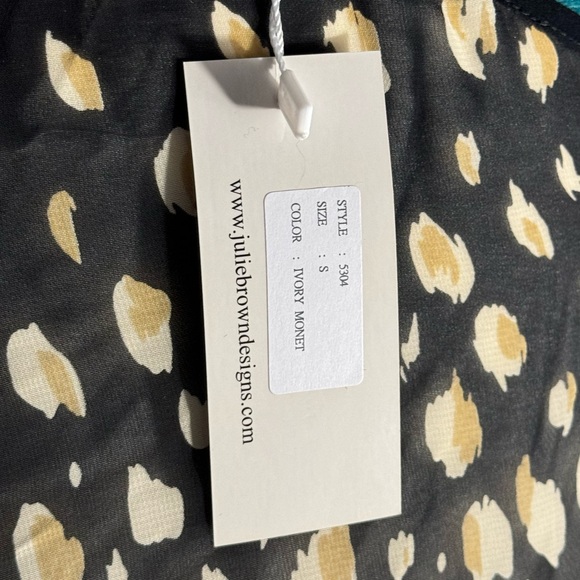 STYLE : 5304
SIZE : S
COLOR : IVORY MONET
www.juliebrowndesigns.com